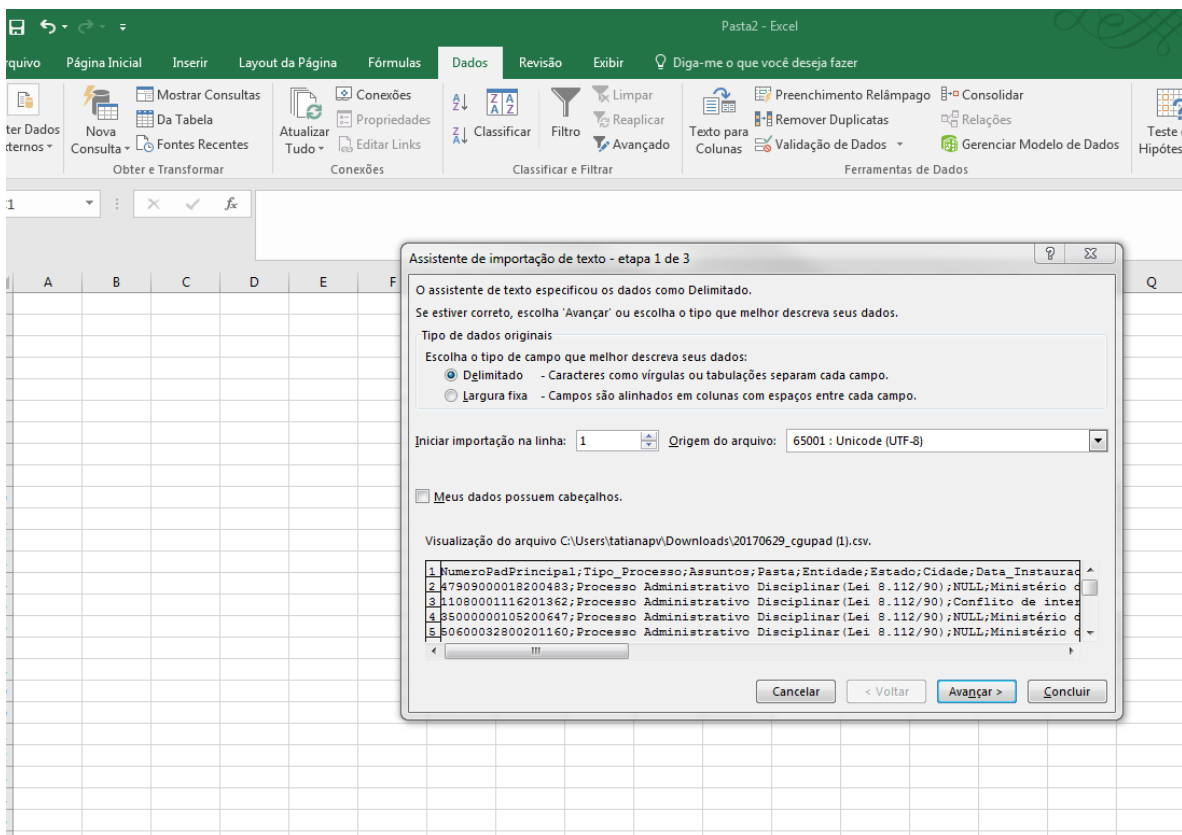 Pasta2 - Excel
rquivo Página Inicial Inserir Layout da Página Fórmulas Dados Revisão Exibir Diga-me o que você deseja fazer
ter Dados
xternos
Nova
Consulta
Mostrar Consultas
Da Tabela
Fontes Recentes
Obter e Transformar
Atualizar
Tudo
Conexões
Propriedades
Editar Links
Conexões
Classificar
Filtro
Limpar
Reaplicar
Avançado
Classificar e Filtrar
Texto para
Colunas
Preenchimento Relâmpago
Remover Duplicatas
Validação de Dados
Consolidar
Relações
Gerenciar Modelo de Dados
Ferramentas de Dados
Teste
Hipótes
1
fx
A B C D E F Q
Assistente de importação de texto - etapa 1 de 3
O assistente de texto especificou os dados como Delimitado.
Se estiver correto, escolha 'Avançar' ou escolha o tipo que melhor descreva seus dados.
Tipo de dados originais
Escolha o tipo de campo que melhor descreva seus dados:
Delimitado - Caracteres como vírgulas ou tabulações separam cada campo.
Largura fixa - Campos são alinhados em colunas com espaços entre cada campo.
Iniciar importação na linha: 1 Origem do arquivo: 65001 : Unicode (UTF-8)
Meus dados possuem cabeçalhos.
Visualização do arquivo C:\Users\tatianapv\Downloads\20170629_cgupad (1).csv.
1 NumeroPadPrincipal;Tipo_Processo;Assuntos;Pasta;Entidade;Estado;Cidade;Data_Instaurac
2 47909000018200483;Processo Administrativo Disciplinar(Lei 8.112/90);NULL;Ministério d
3 11080001116201362;Processo Administrativo Disciplinar(Lei 8.112/90);Conflito de inter
4 35000000105200647;Processo Administrativo Disciplinar(Lei 8.112/90);NULL;Ministério d
5 50600032800201160;Processo Administrativo Disciplinar(Lei 8.112/90);NULL;Ministério d
Cancelar < Voltar Avançar > Concluir